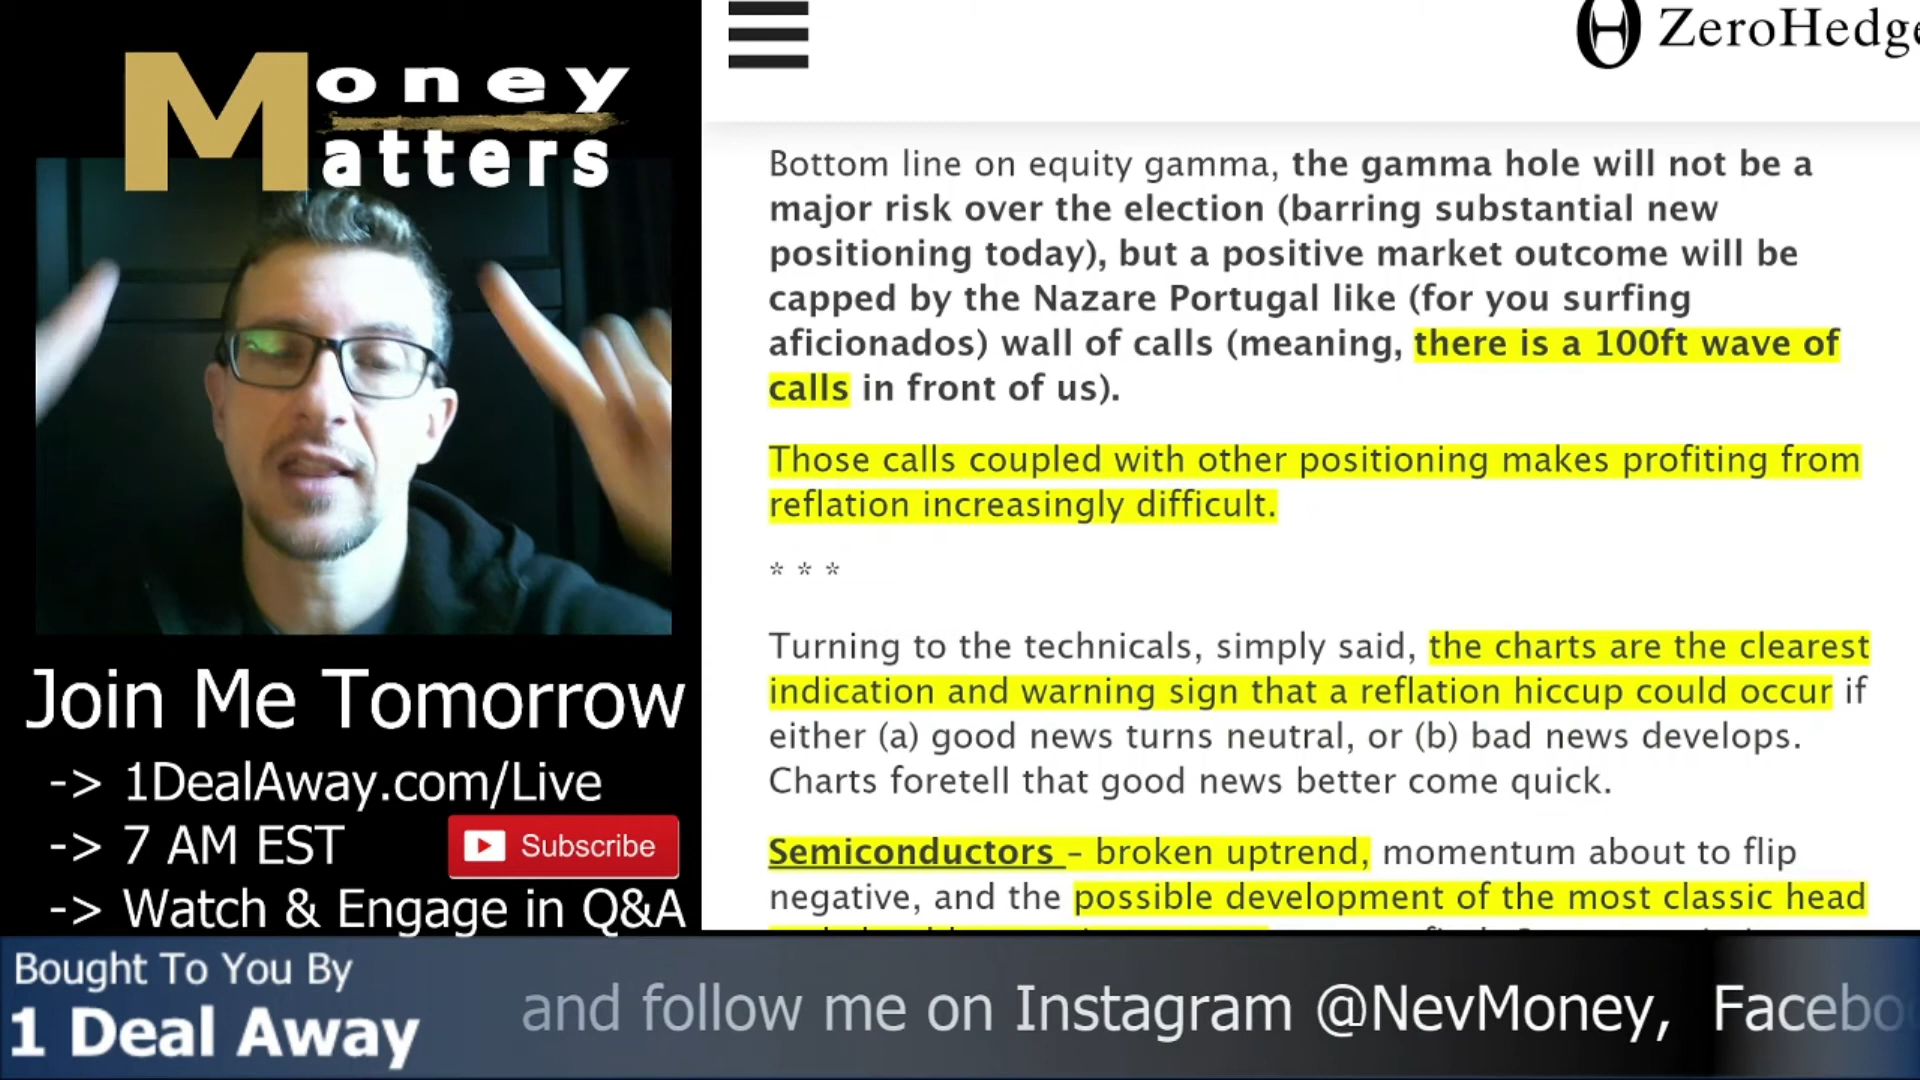 Money
Matters
Join Me Tomorrow
-> 1DealAway.com/Live
-> 7 AM EST
Subscribe
-> Watch & Engage in Q&A
ZeroHedge
Bottom line on equity gamma, the gamma hole will not be a
major risk over the election (barring substantial new
positioning today), but a positive market outcome will be
capped by the Nazare Portugal like (for you surfing
aficionados) wall of calls (meaning, there is a 100ft wave of
calls in front of us).
Those calls coupled with other positioning makes profiting from
reflation increasingly difficult.
* * *
Turning to the technicals, simply said, the charts are the clearest
indication and warning sign that a reflation hiccup could occur if
either (a) good news turns neutral, or (b) bad news develops.
Charts foretell that good news better come quick.
Semiconductors – broken uptrend, momentum about to flip
negative, and the possible development of the most classic head
Bought To You By
1 Deal Away
and follow me on Instagram @NevMoney, Facebo